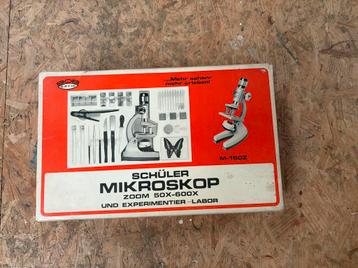 ...Mehr sehen
mehr erleben!
M-150Z
SCHÜLER
MIKROSKOP
ZOOM 50X-600X
UND EXPERIMENTIER-LABOR